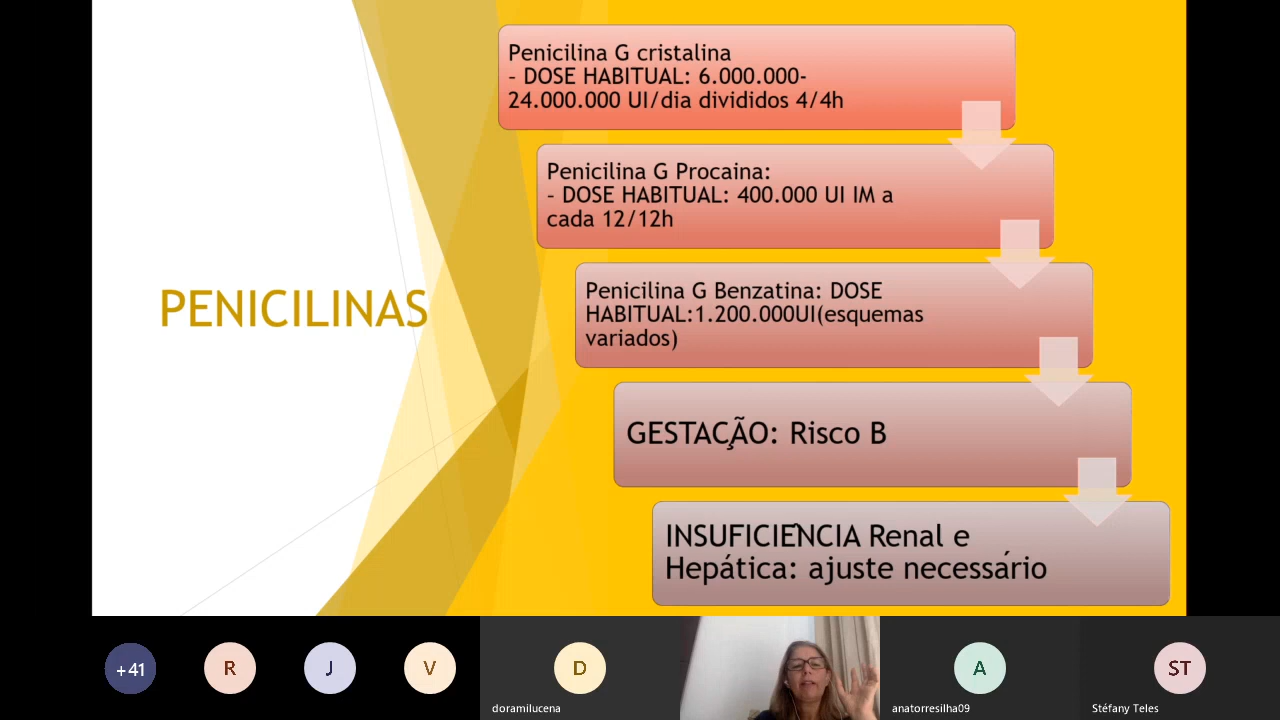 PENICILINAS
Penicilina G cristalina
- DOSE HABITUAL: 6.000.000-
24.000.000 UI/dia divididos 4/4h
Penicilina G Procaina:
- DOSE HABITUAL: 400.000 UI IM a
cada 12/12h
Penicilina G Benzatina: DOSE
HABITUAL:1.200.000UI(esquemas
variados)
GESTAÇÃO: Risco B
INSUFICIENCIA Renal e
Hepática: ajuste necessário
+41
R
J
V
D
doramilucena
A
anatorresilha09
ST
Stéfany Teles